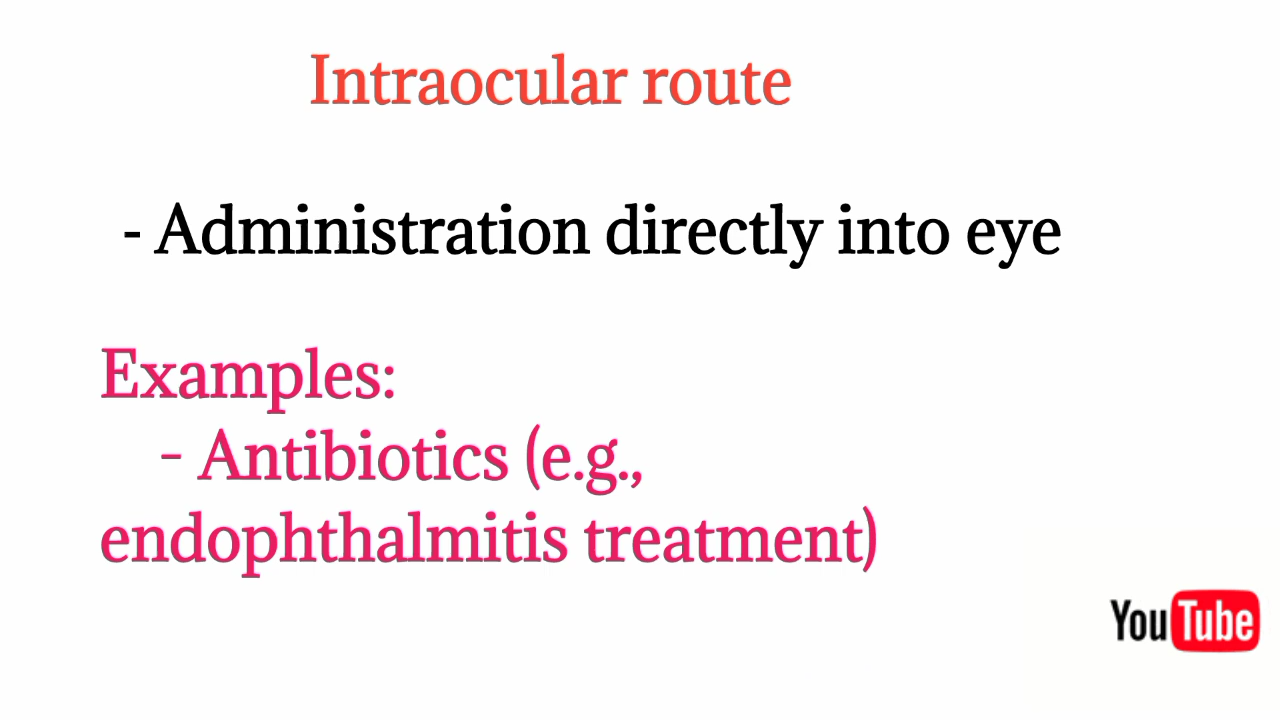 Intraocular route
- Administration directly into eye
Examples:
- Antibiotics (e.g.,
endophthalmitis treatment)
YouTube